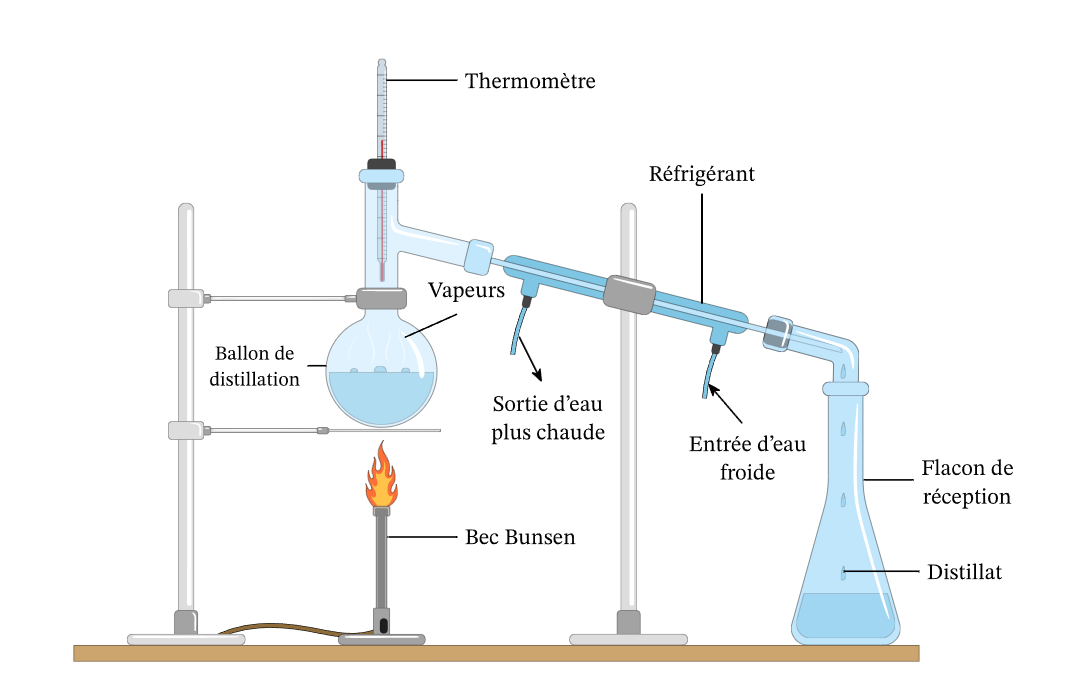 Thermomètre
Réfrigérant
Vapeurs
Ballon de
distillation
Sortie d'eau
plus chaude
Entrée d'eau
froide
Flacon de
réception
Bec Bunsen
Distillat